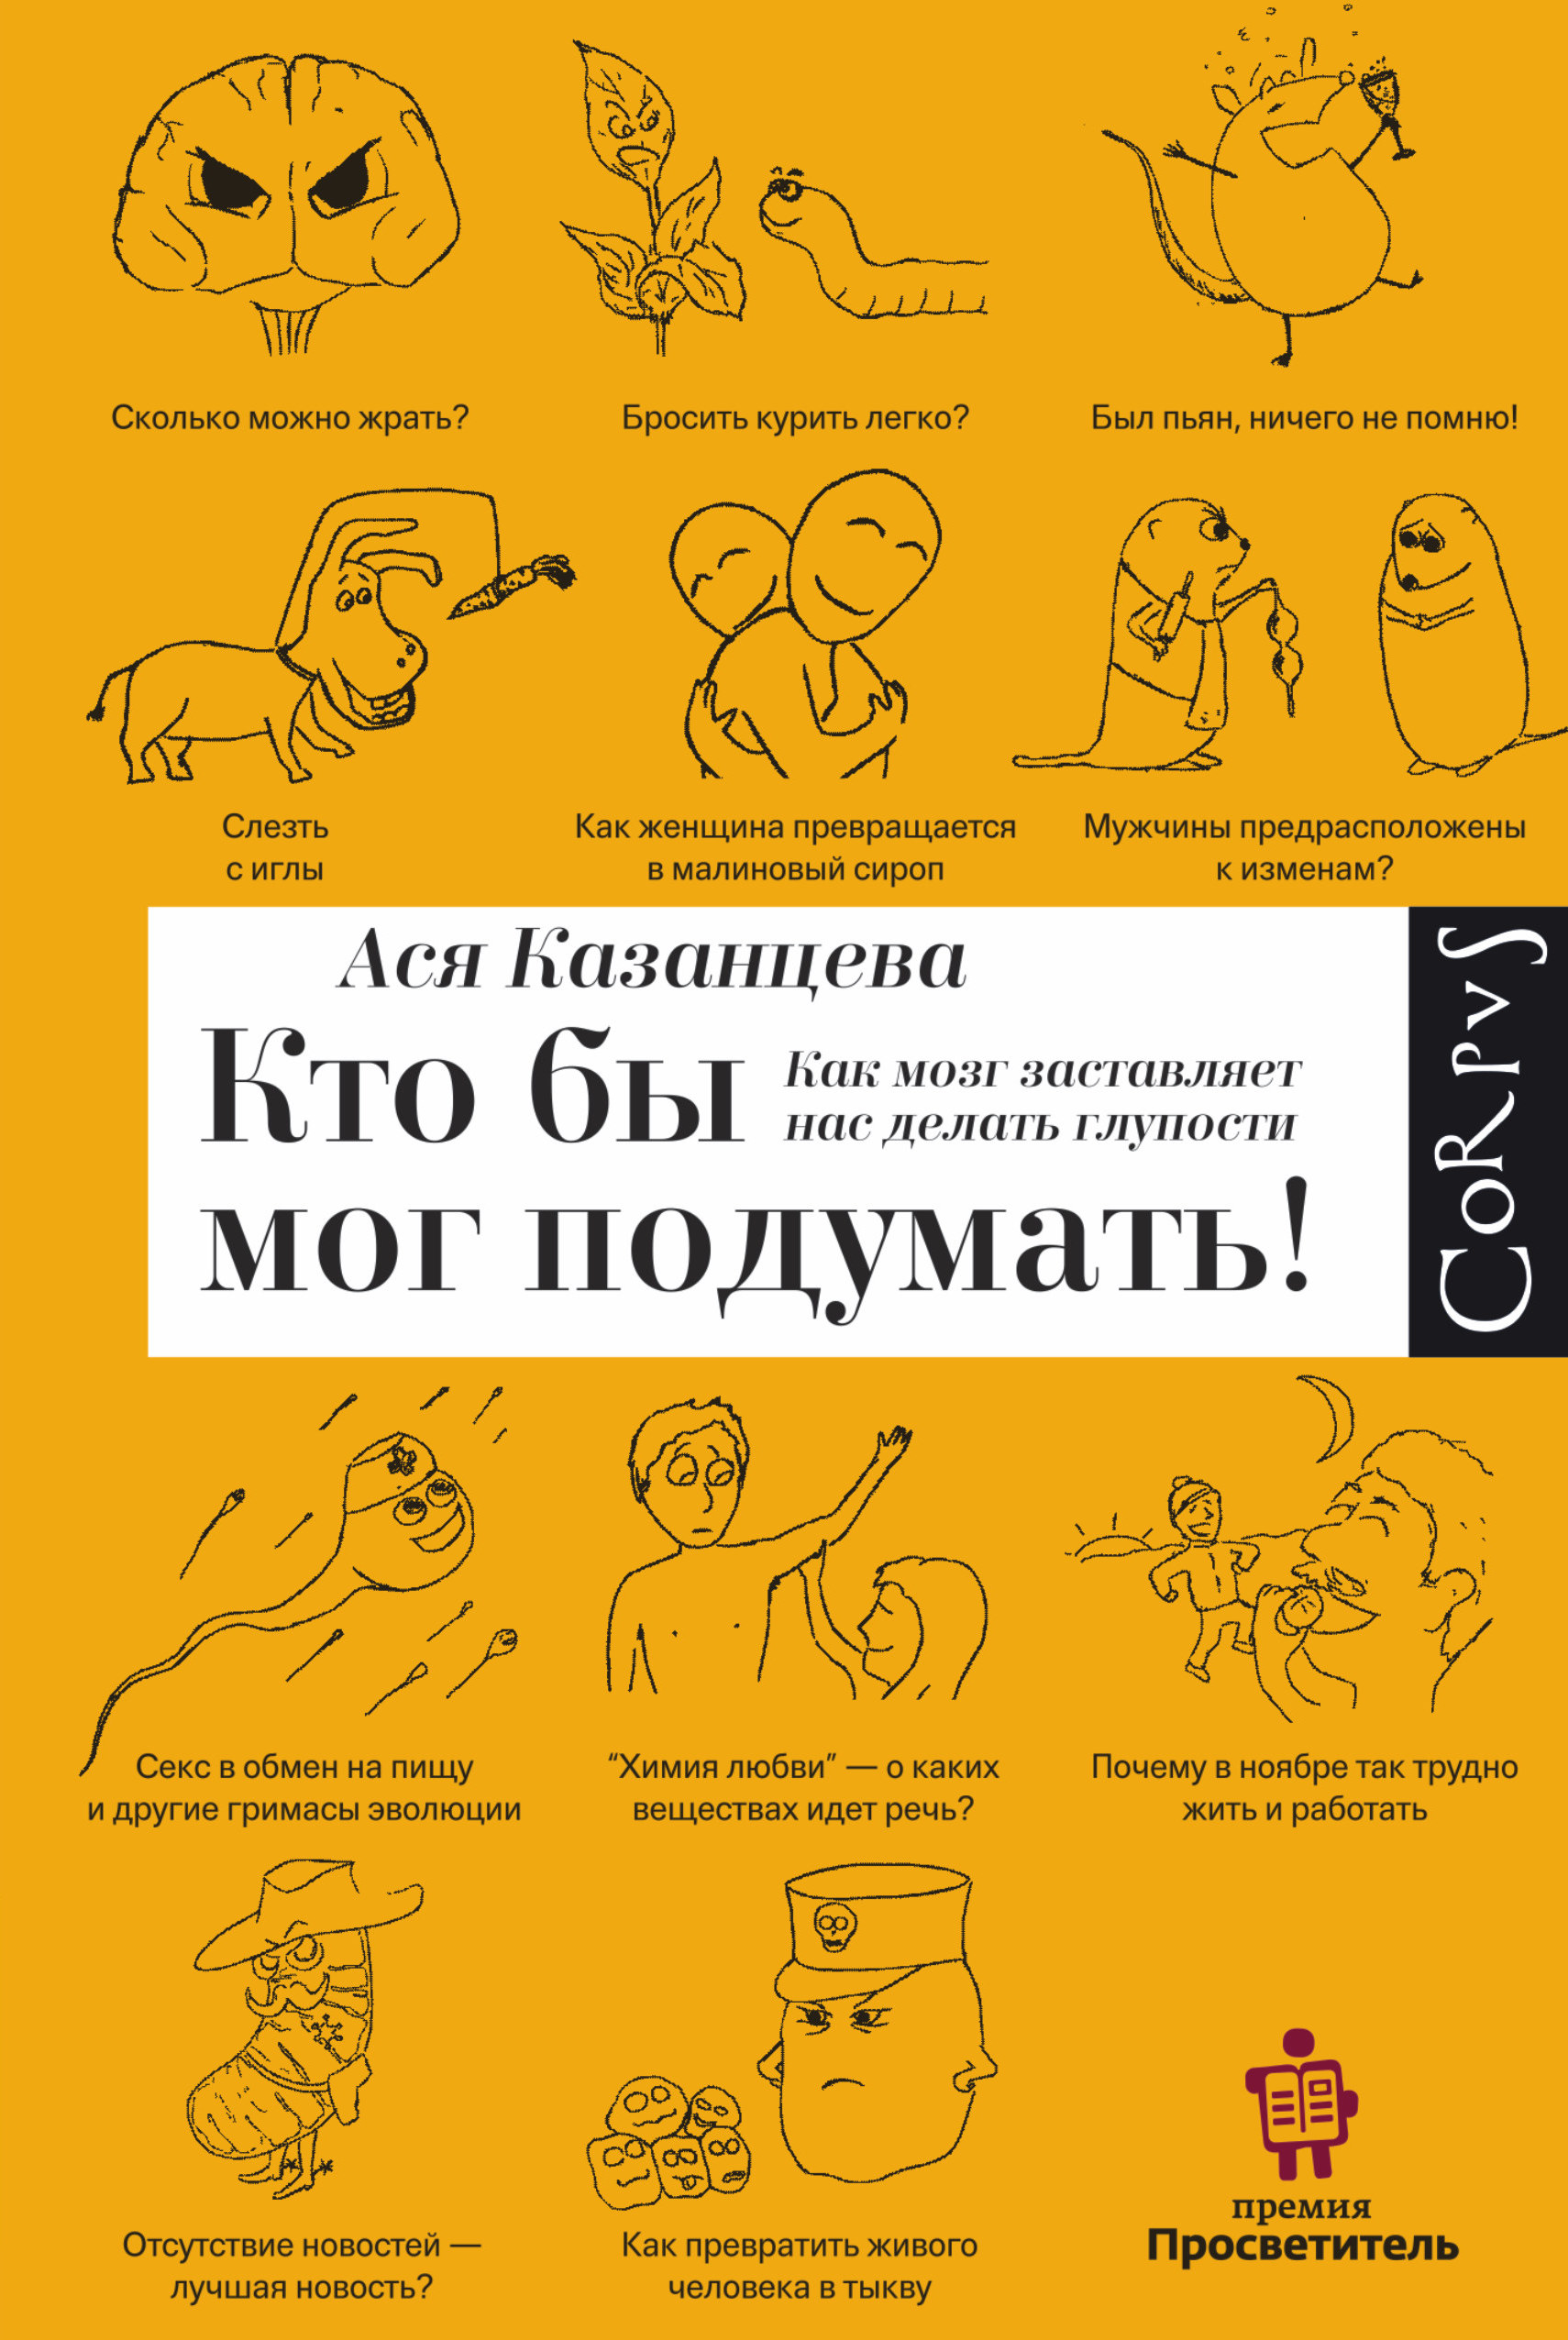 Сколько можно жрать?
Бросить курить легко?
Был пьян, ничего не помню!
Слезть
с иглы
Как женщина превращается
в малиновый сироп
Мужчины предрасположены
к изменам?
Ася Казанцева
Кто бы
Как мозг заставляет
нас делать глупости
мог подумать!
CORPVS
Секс в обмен на пищу
и другие гримасы эволюции
“Химия любви” — о каких
веществах идет речь?
Почему в ноябре так трудно
жить и работать
Отсутствие новостей —
лучшая новость?
Как превратить живого
человека в тыкву
премия
Просветитель